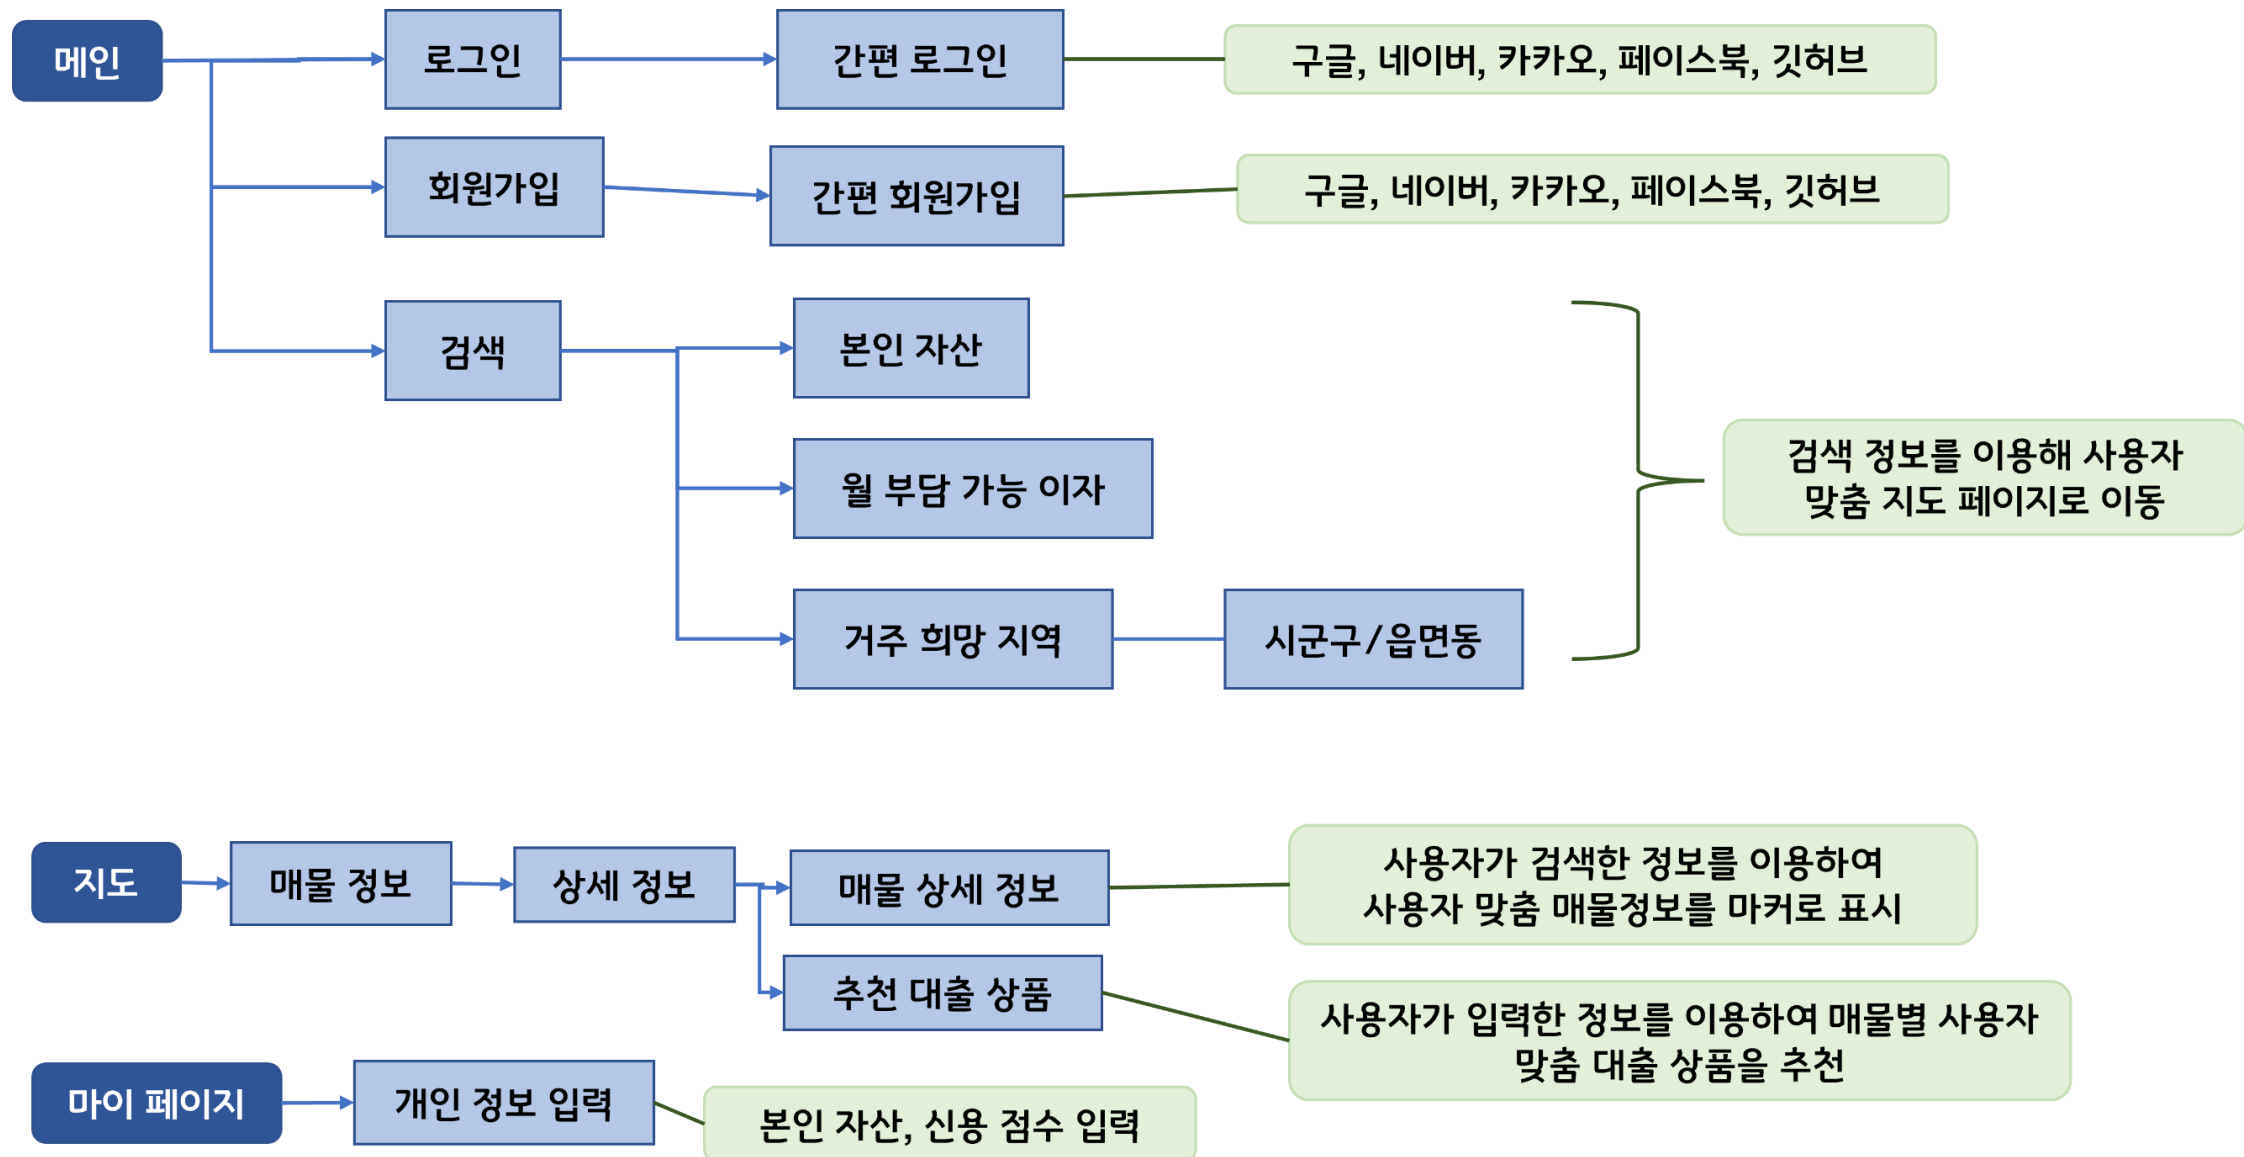 메인
로그인
간편 로그인
구글, 네이버, 카카오, 페이스북, 깃허브
회원가입
간편 회원가입
구글, 네이버, 카카오, 페이스북, 깃허브
검색
본인 자산
월 부담 가능 이자
거주 희망 지역
시군구/읍면동
검색 정보를 이용해 사용자
맞춤 지도 페이지로 이동
지도
매물 정보
상세 정보
매물 상세 정보
사용자가 검색한 정보를 이용하여
사용자 맞춤 매물정보를 마커로 표시
추천 대출 상품
사용자가 입력한 정보를 이용하여 매물별 사용자
맞춤 대출 상품을 추천
마이 페이지
개인 정보 입력
본인 자산, 신용 점수 입력